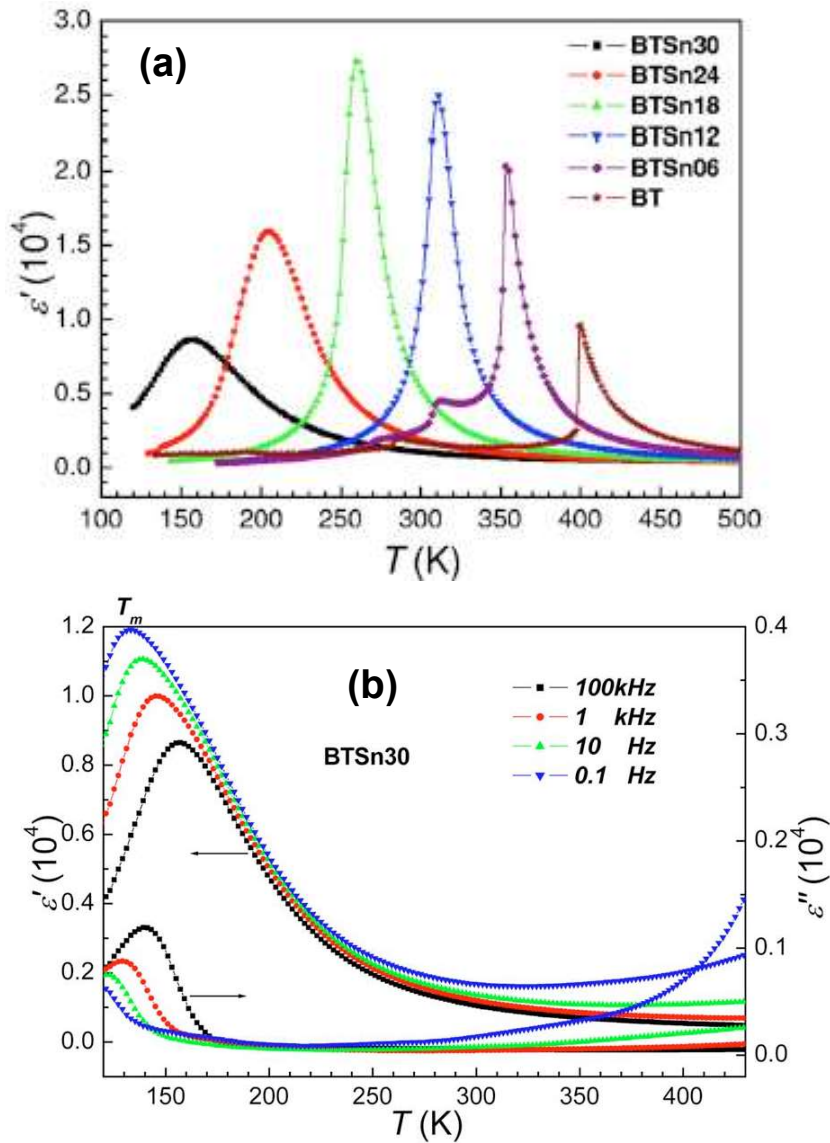 (a)
3.0
2.5
2.0
1.5
1.0
0.5
0.0
ε′ (10⁴)
BTSn30
BTSn24
BTSn18
BTSn12
BTSn06
BT
100 150 200 250 300 350 400 450 500
T (K)
T_m
(b)
1.2
1.0
0.8
0.6
0.4
0.2
0.0
ε′ (10⁴)
BTSn30
100kHz
1 kHz
10 Hz
0.1 Hz
0.4
0.3
0.2
0.1
0.0
ε″ (10⁴)
150 200 250 300 350 400
T (K)